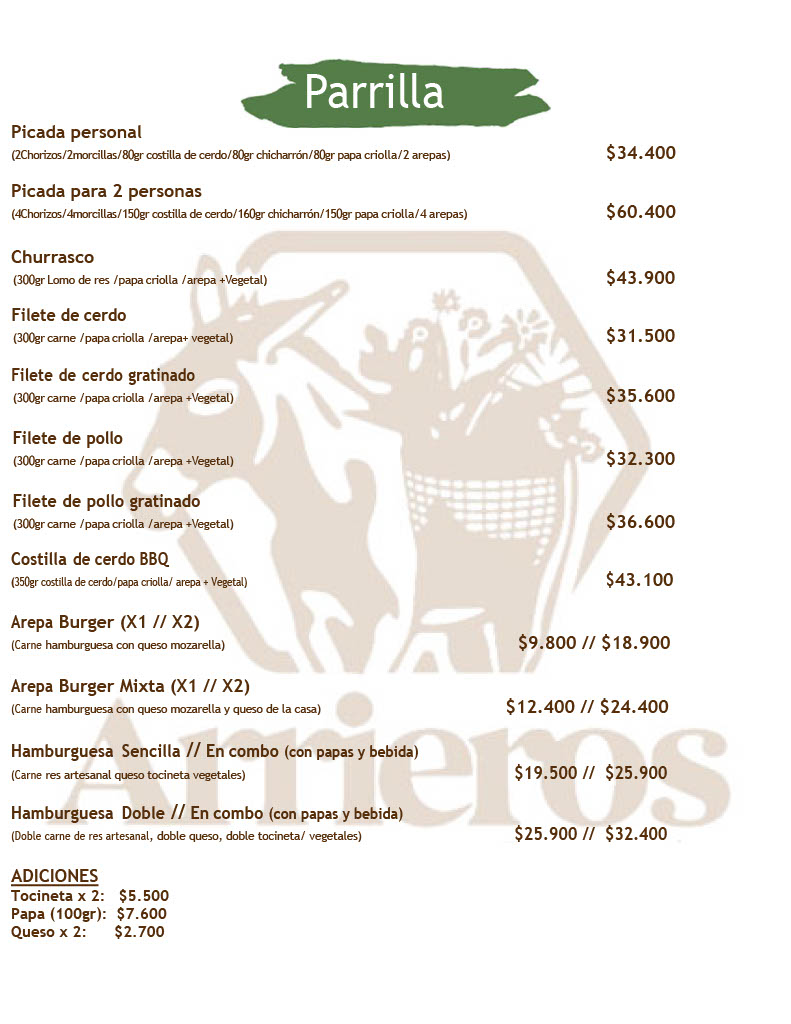 Parrilla
Picada personal
(2Chorizos/2morcillas/80gr costilla de cerdo/80gr chicharrón/80gr papa criolla/2 arepas) $34.400
Picada para 2 personas
(4Chorizos/4morcillas/150gr costilla de cerdo/160gr chicharrón/150gr papa criolla/4 arepas) $60.400
Churrasco
(300gr Lomo de res /papa criolla /arepa +Vegetal) $43.900
Filete de cerdo
(300gr carne /papa criolla /arepa+ vegetal) $31.500
Filete de cerdo gratinado
(300gr carne /papa criolla /arepa +Vegetal) $35.600
Filete de pollo
(300gr carne /papa criolla /arepa +Vegetal) $32.300
Filete de pollo gratinado
(300gr carne /papa criolla /arepa +Vegetal) $36.600
Costilla de cerdo BBQ
(350gr costilla de cerdo/papa criolla/ arepa + Vegetal) $43.100
Arepa Burger (X1 // X2)
(Carne hamburguesa con queso mozarella) $9.800 // $18.900
Arepa Burger Mixta (X1 // X2)
(Carne hamburguesa con queso mozarella y queso de la casa) $12.400 // $24.400
Arrieros
Hamburguesa Sencilla // En combo (con papas y bebida)
(Carne res artesanal queso tocineta vegetales) $19.500 // $25.900
Hamburguesa Doble // En combo (con papas y bebida)
(Doble carne de res artesanal, doble queso, doble tocineta/ vegetales) $25.900 // $32.400
ADICIONES
Tocineta x 2: $5.500
Papa (100gr): $7.600
Queso x 2: $2.700